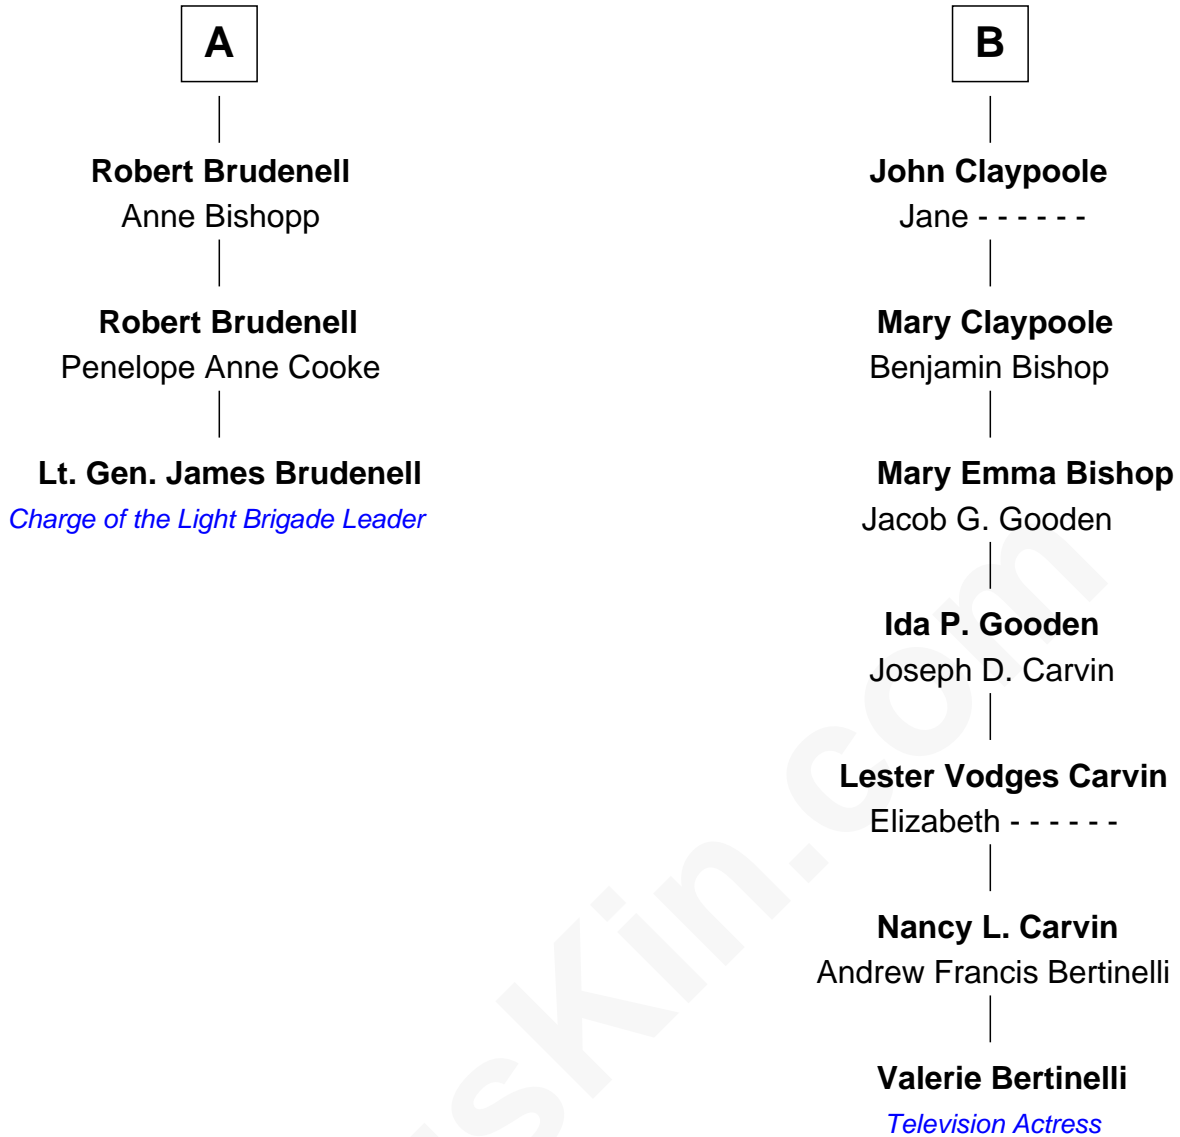 A
Robert Brudenell
Anne Bishopp
Robert Brudenell
Penelope Anne Cooke
Lt. Gen. James Brudenell
Charge of the Light Brigade Leader
B
John Claypoole
Jane - - - - - -
Mary Claypoole
Benjamin Bishop
Mary Emma Bishop
Jacob G. Gooden
Ida P. Gooden
Joseph D. Carvin
Lester Vodges Carvin
Elizabeth - - - - - -
Nancy L. Carvin
Andrew Francis Bertinelli
Valerie Bertinelli
Television Actress
sKin.com